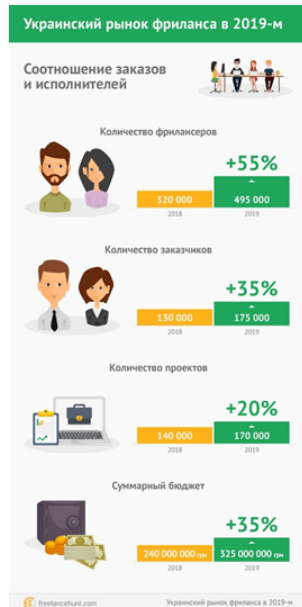 Украинский рынок фриланса в 2019-м
Соотношение заказов
и исполнителей
Количество фрилансеров
+55%
320 000
495 000
2018
2019
Количество заказчиков
+35%
130 000
175 000
2018
2019
Количество проектов
+20%
140 000
170 000
2018
2019
Суммарный бюджет
+35%
240 000 000 грн
325 000 000 грн
2018
2019
freelancehunt.com
Украинский рынок фриланса в 2019-м